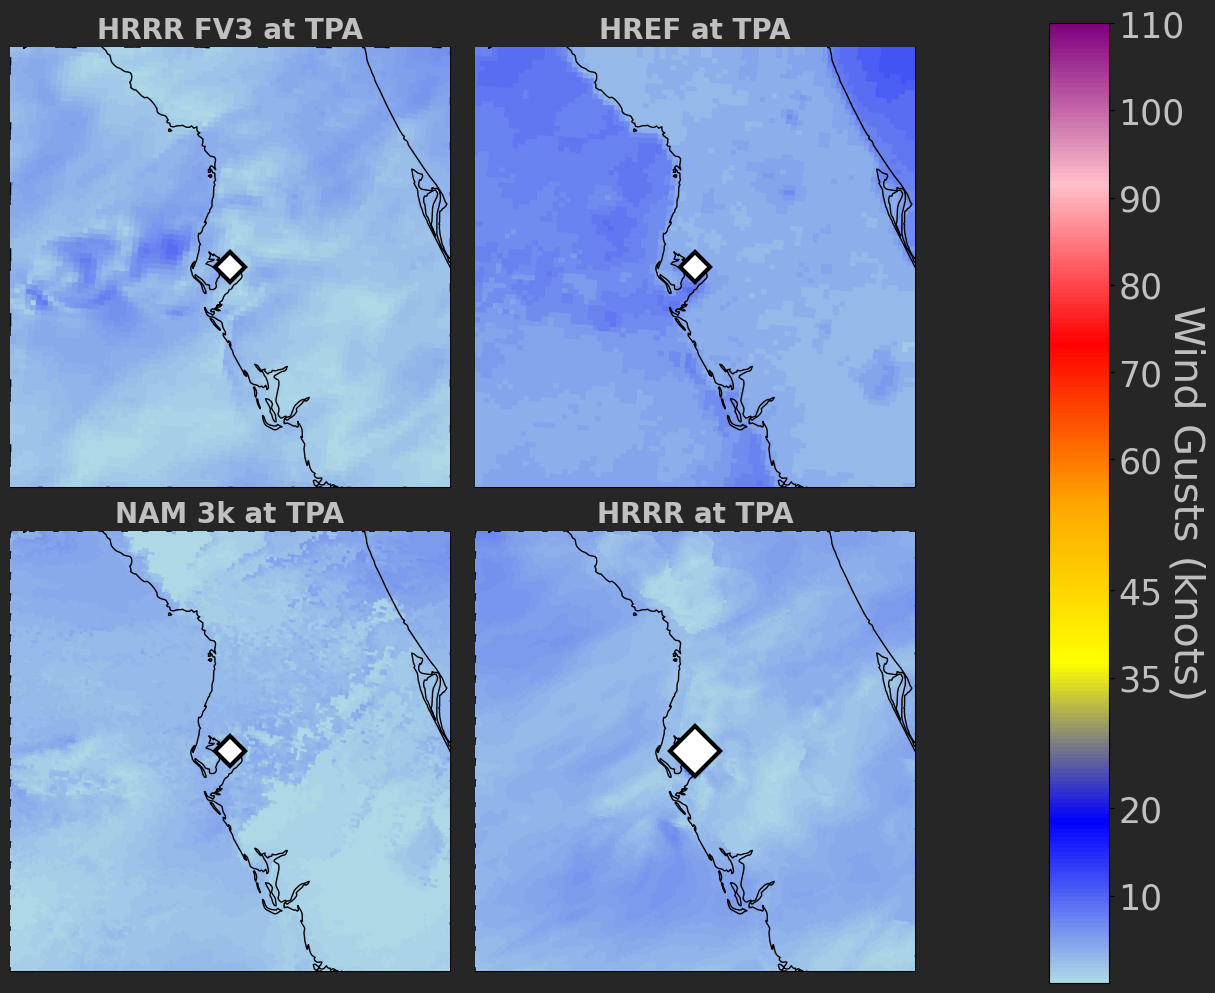 HRRR FV3 at TPA
HREF at TPA
NAM 3k at TPA
HRRR at TPA
110
100
90
80
70
60
45
35
20
10
Wind Gusts (knots)